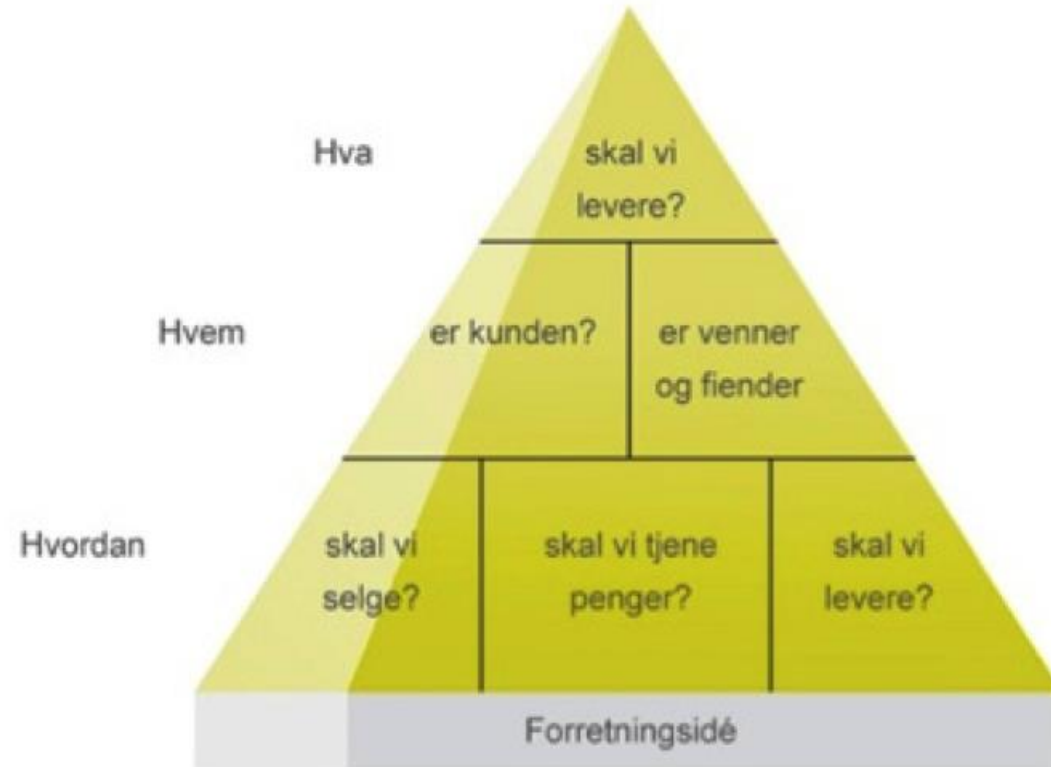 Hva
skal vi
levere?
Hvem
er kunden?
er venner
og fiender
Hvordan
skal vi
selge?
skal vi tjene
penger?
skal vi
levere?
Forretningsidé